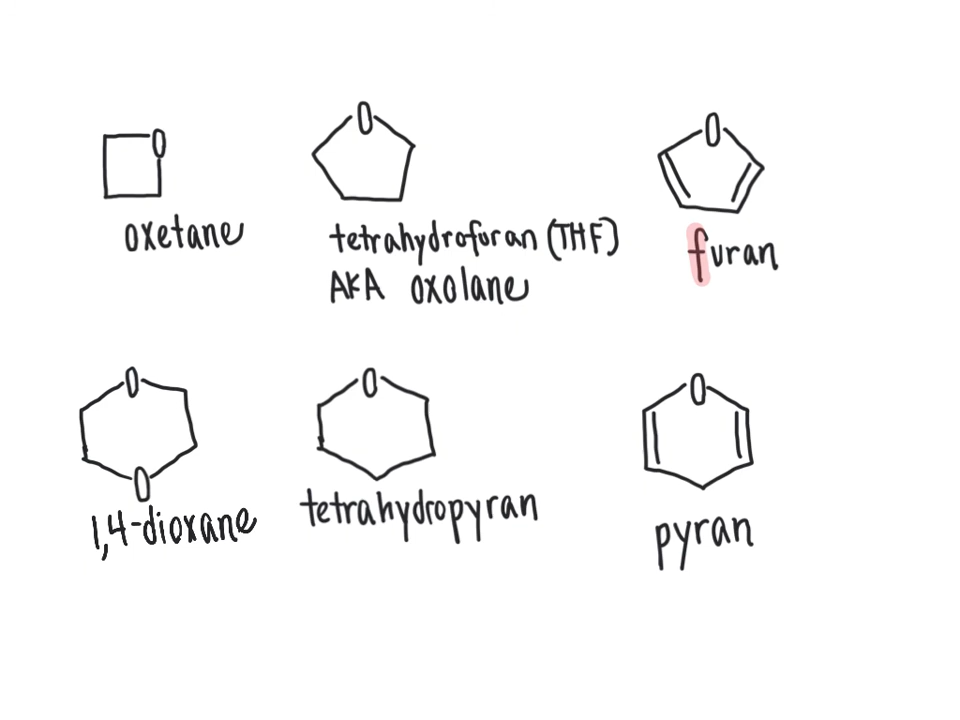 O
O
O
oxetane
tetrahydrofuran (THF)
AKA oxolane
furan
O
O
O
O
1,4-dioxane
tetrahydropyran
pyran